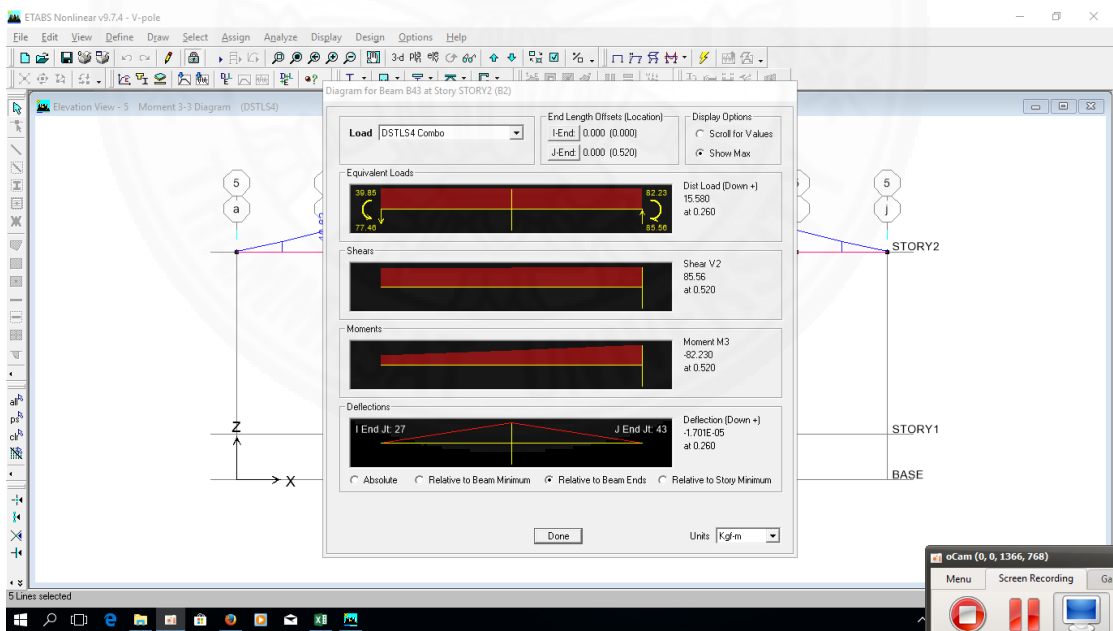 ETABS Nonlinear v9.7.4 - V-pole
File Edit View Define Draw Select Assign Analyze Display Design Options Help
3-d
Elevation View - 5 Moment 3-3 Diagram (DSTLS4)
Diagram for Beam B43 at Story STORY2 (B2)
Load DSTLS4 Combo
End Length Offsets (Location)
I-End: 0.000 (0.000)
J-End: 0.000 (0.520)
Display Options
Scroll for Values
Show Max
Equivalent Loads
39.85 82.23
77.46 85.56
Dist Load (Down +)
15.580
at 0.260
Shears
Shear V2
85.56
at 0.520
Moments
Moment M3
-82.230
at 0.520
Deflections
I End Jt: 27 J End Jt: 43
Deflection (Down +)
-1.701E-05
at 0.260
Absolute Relative to Beam Minimum Relative to Beam Ends Relative to Story Minimum
Done
Units Kgf-m
5 5
a j
STORY2
STORY1
BASE
Z
X
all
ps
clr
5 Lines selected
oCam (0, 0, 1366, 768)
Menu Screen Recording Ga